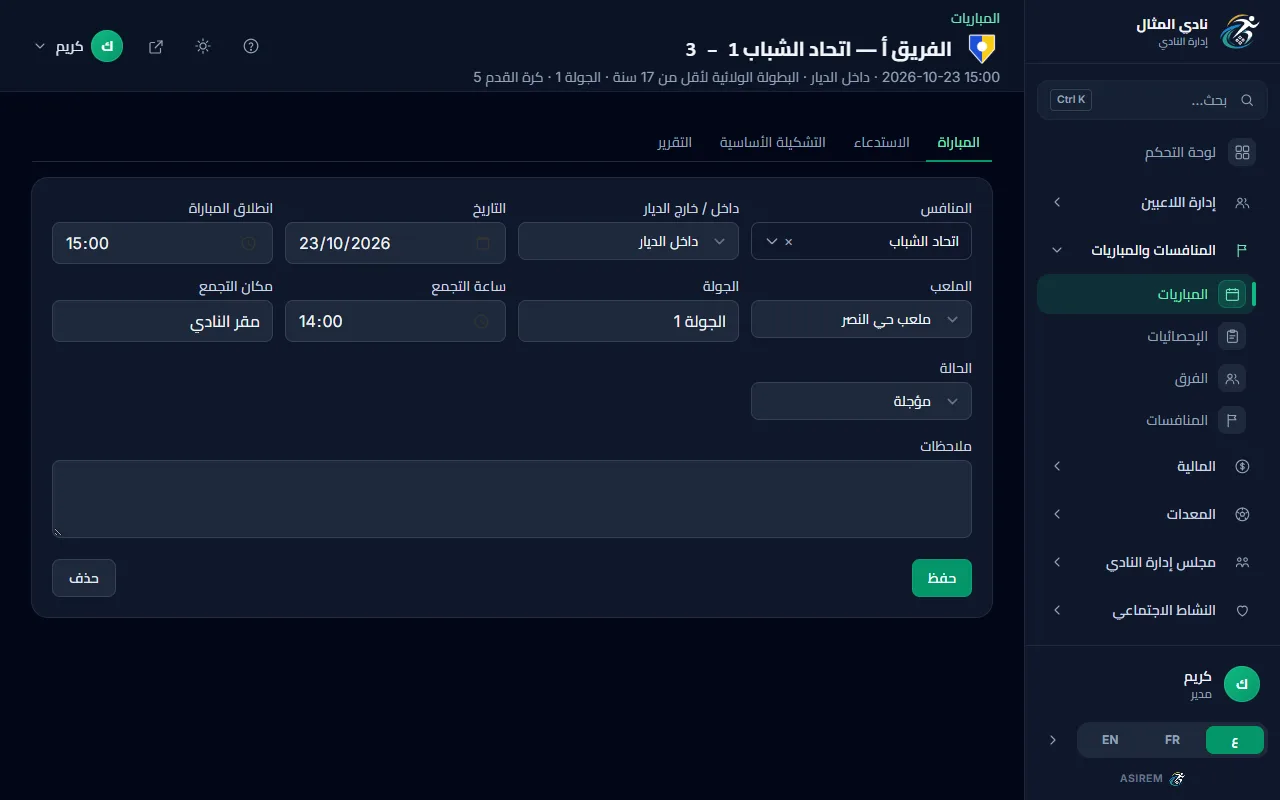 نادي المثال
إدارة النادي
بحث...
Ctrl K
لوحة التحكم
إدارة اللاعبين
المنافسات والمباريات
المباريات
الإحصائيات
الفرق
المنافسات
المالية
المعدات
مجلس إدارة النادي
النشاط الاجتماعي
ك
كريم
مدير
ع
FR
EN
ASIREM
المباريات
الفريق أ — اتحاد الشباب 1 – 3
15:00 23-10-2026 · داخل الديار · البطولة الولائية لأقل من 17 سنة · الجولة 1 · كرة القدم 5
ك
كريم
المباراة
الاستدعاء
التشكيلة الأساسية
التقرير
المنافس
اتحاد الشباب
داخل / خارج الديار
داخل الديار
التاريخ
23/10/2026
انطلاق المباراة
15:00
الملعب
ملعب حي النصر
الجولة
الجولة 1
ساعة التجمع
14:00
مكان التجمع
مقر النادي
الحالة
مؤجلة
ملاحظات
حفظ
حذف